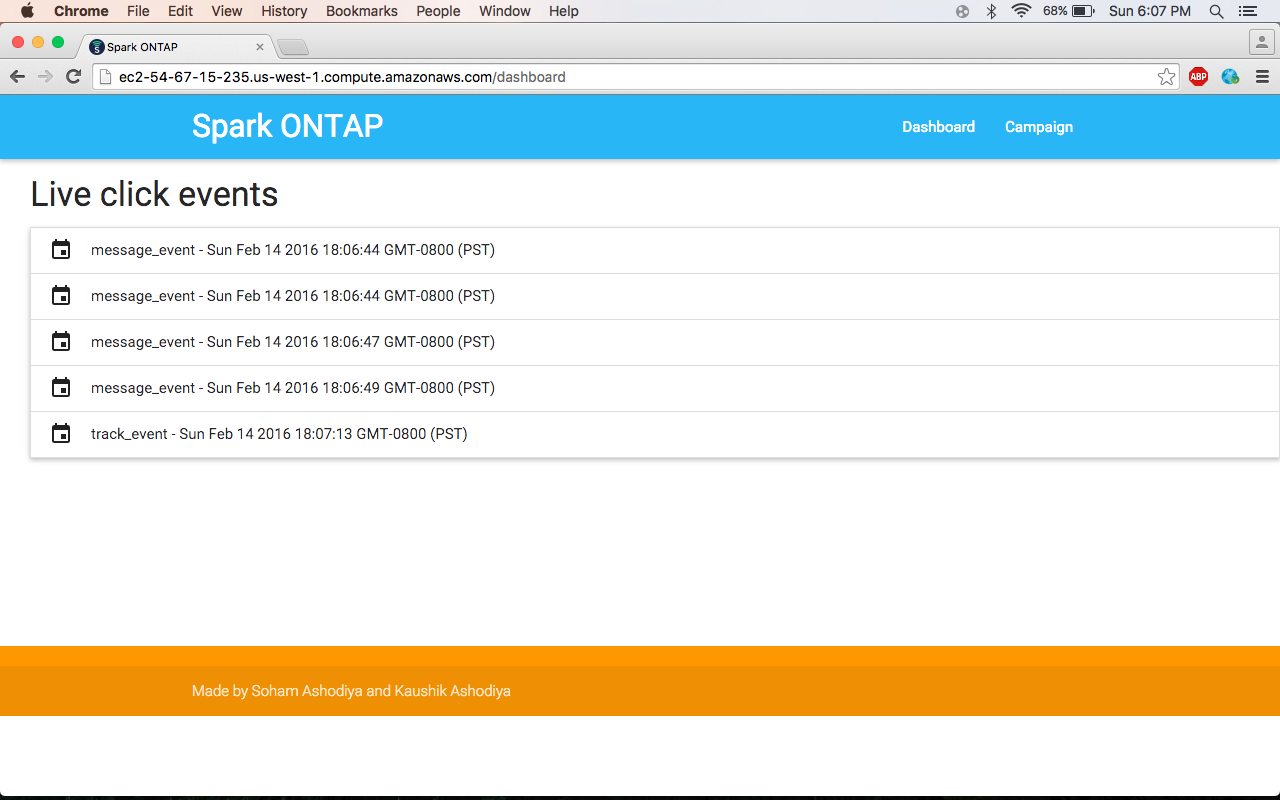 Chrome File Edit View History Bookmarks People Window Help 68% Sun 6:07 PM
Spark ONTAP
ec2-54-67-15-235.us-west-1.compute.amazonaws.com/dashboard ABP
Spark ONTAP Dashboard Campaign
Live click events
message_event - Sun Feb 14 2016 18:06:44 GMT-0800 (PST)
message_event - Sun Feb 14 2016 18:06:44 GMT-0800 (PST)
message_event - Sun Feb 14 2016 18:06:47 GMT-0800 (PST)
message_event - Sun Feb 14 2016 18:06:49 GMT-0800 (PST)
track_event - Sun Feb 14 2016 18:07:13 GMT-0800 (PST)
Made by Soham Ashodiya and Kaushik Ashodiya